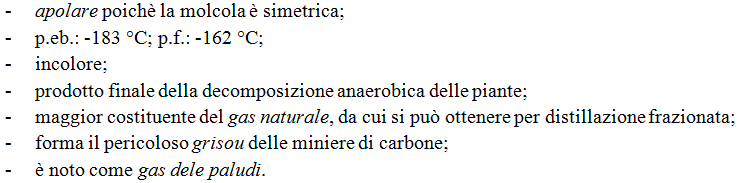 - apolare poichè la molcola è simetrica;
- p.eb.: -183 °C; p.f.: -162 °C;
- incolore;
- prodotto finale della decomposizione anaerobica delle piante;
- maggior costituente del gas naturale, da cui si può ottenere per distillazione frazionata;
- forma il pericoloso grisou delle miniere di carbone;
- è noto come gas dele paludi.